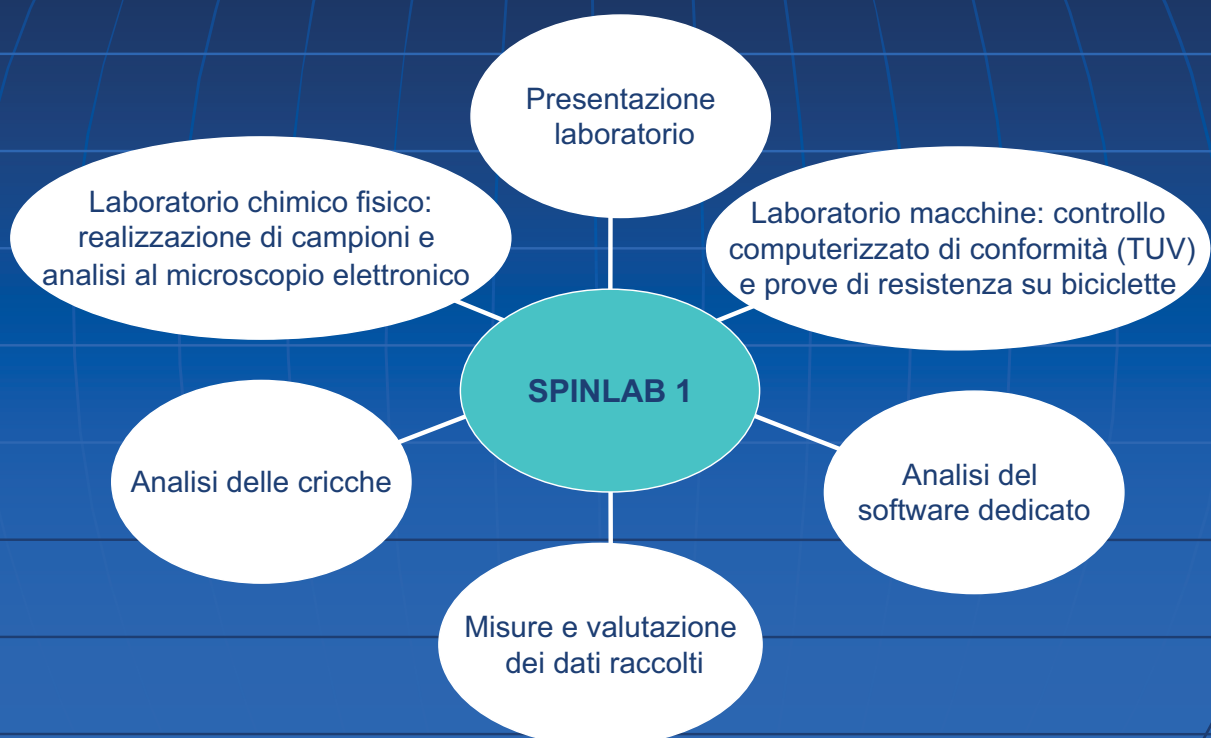 Presentazione
laboratorio
Laboratorio chimico fisico:
realizzazione di campioni e
analisi al microscopio elettronico
Laboratorio macchine: controllo
computerizzato di conformità (TUV)
e prove di resistenza su biciclette
SPINLAB 1
Analisi delle cricche
Analisi del
software dedicato
Misure e valutazione
dei dati raccolti